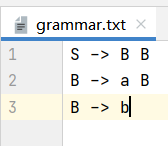 grammar.txt
1 S -> B B
2 B -> a B
3 B -> b